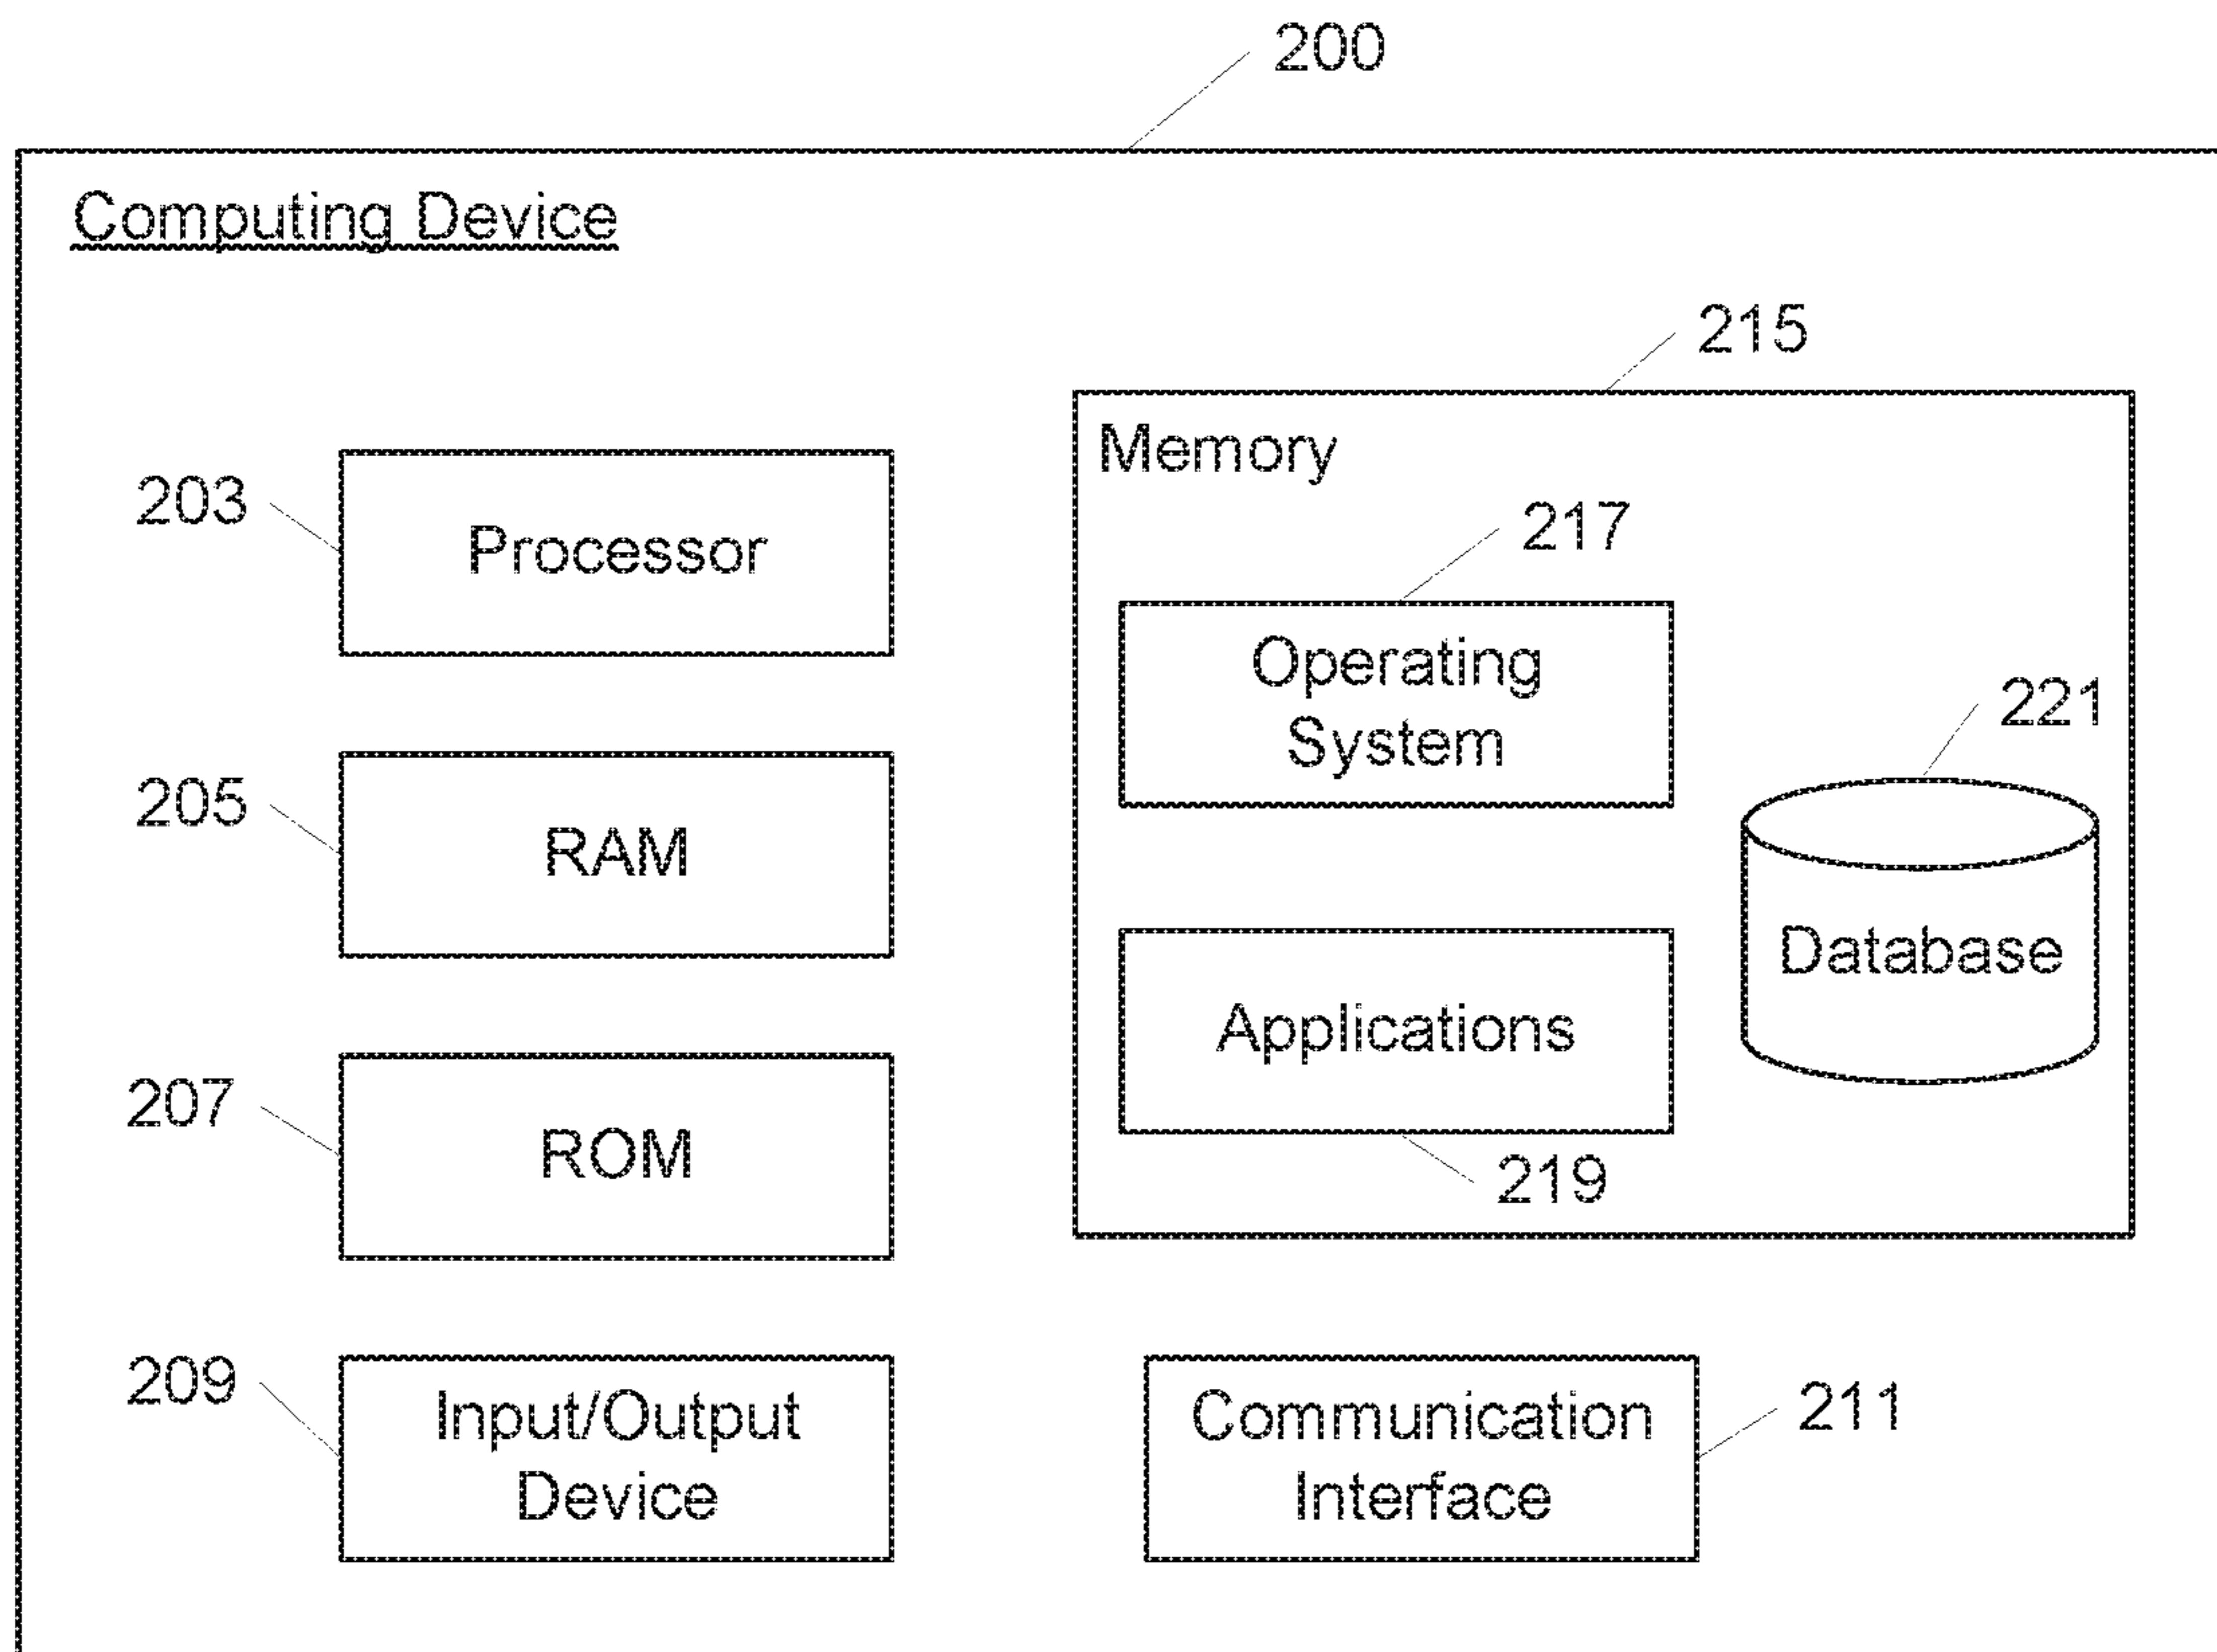 200
Computing Device
215
Memory
203
Processor
217
Operating
System
221
205
RAM
Database
Applications
219
207
ROM
209
Input/Output
Device
Communication
Interface
211